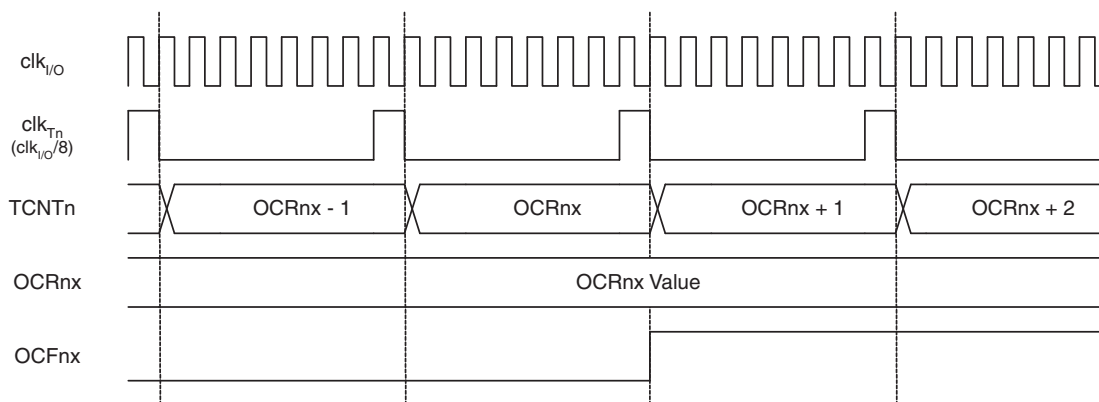 clkI/O
clkTn
(clkI/O/8)
TCNTn
OCRnx - 1
OCRnx
OCRnx + 1
OCRnx + 2
OCRnx
OCRnx Value
OCFnx